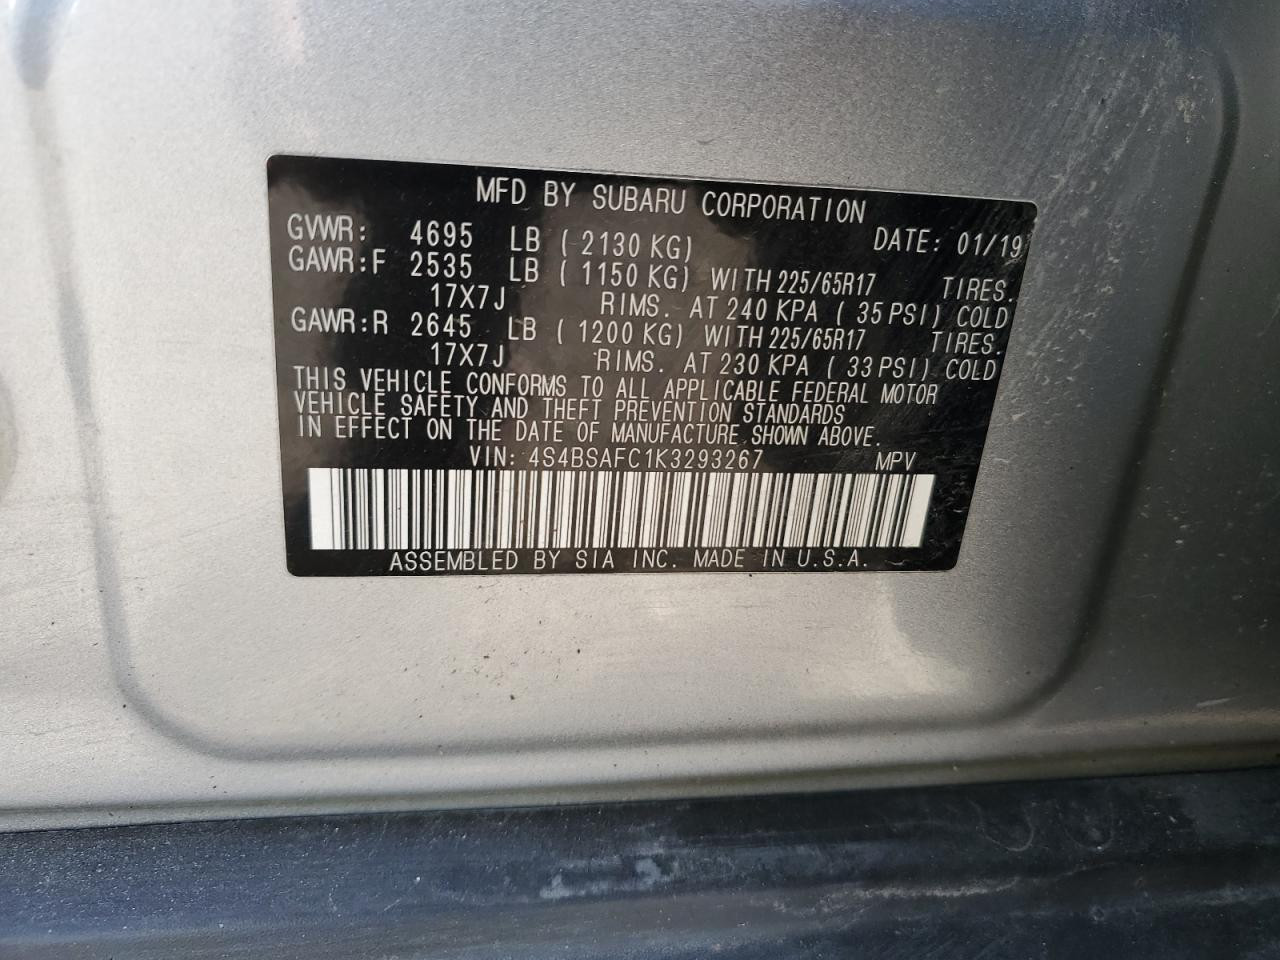 MFD BY SUBARU CORPORATION
GVWR: 4695 LB ( 2130 KG) DATE: 01/19
GAWR:F 2535 LB ( 1150 KG) WITH 225/65R17 TIRES.
17X7J RIMS. AT 240 KPA ( 35 PSI) COLD
GAWR:R 2645 LB ( 1200 KG) WITH 225/65R17 TIRES.
17X7J RIMS. AT 230 KPA ( 33 PSI) COLD
THIS VEHICLE CONFORMS TO ALL APPLICABLE FEDERAL MOTOR
VEHICLE SAFETY AND THEFT PREVENTION STANDARDS
IN EFFECT ON THE DATE OF MANUFACTURE SHOWN ABOVE.
VIN: 4S4BSAFC1K3293267 MPV
ASSEMBLED BY SIA INC. MADE IN U.S.A.